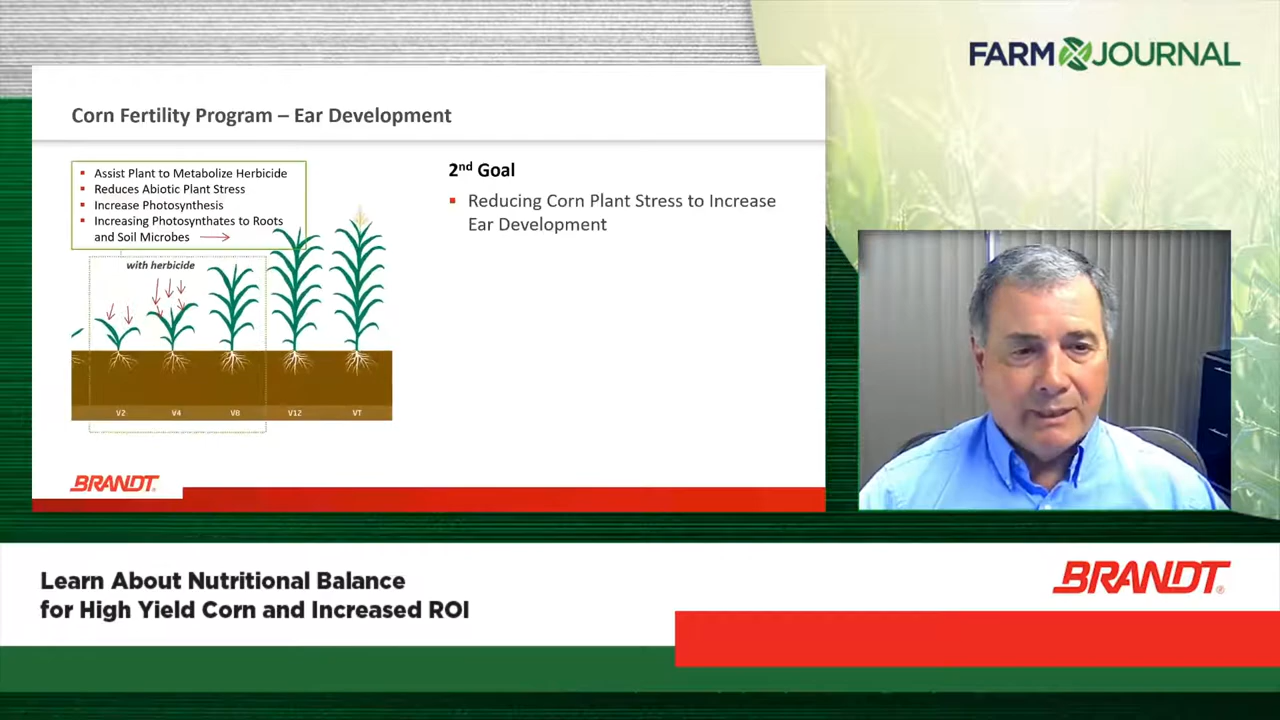 FARM JOURNAL
Corn Fertility Program – Ear Development
▪ Assist Plant to Metabolize Herbicide
▪ Reduces Abiotic Plant Stress
▪ Increase Photosynthesis
▪ Increasing Photosynthates to Roots
and Soil Microbes
with herbicide
V2 V4 V8 V12 VT
2nd Goal
▪ Reducing Corn Plant Stress to Increase
Ear Development
BRANDT®
Learn About Nutritional Balance
for High Yield Corn and Increased ROI
BRANDT®